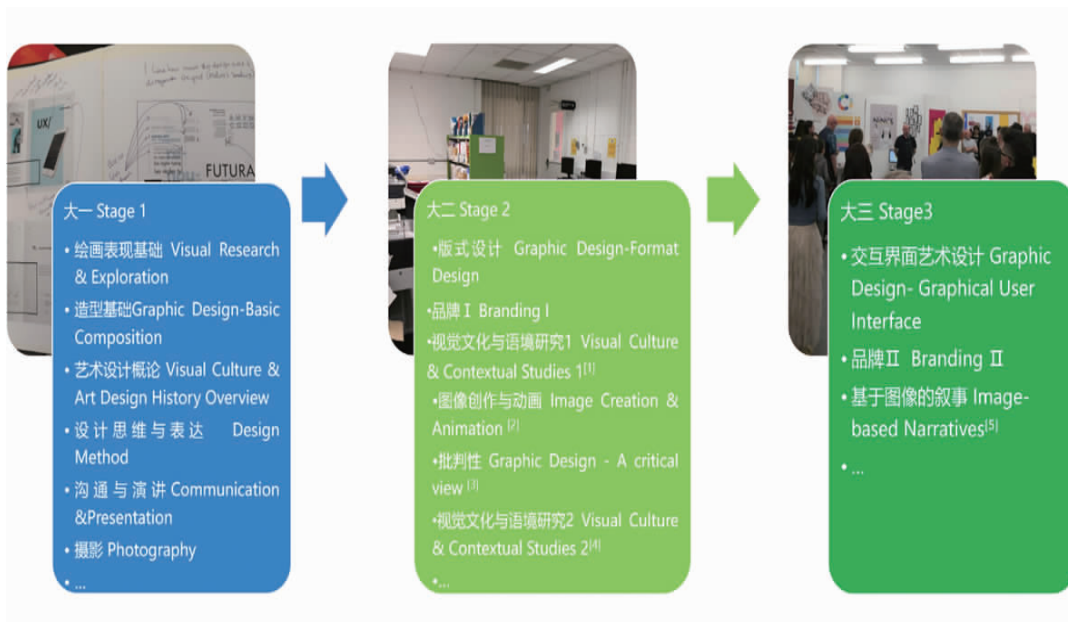 UX/
FUTURA
大一 Stage 1
• 绘画表现基础 Visual Research
& Exploration
• 造型基础Graphic Design-Basic
Composition
• 艺术设计概论 Visual Culture &
Art Design History Overview
• 设计思维与表达 Design
Method
• 沟通与演讲 Communication
&Presentation
• 摄影 Photography
• ...
大二 Stage 2
•版式设计 Graphic Design-Format
Design
•品牌Ⅰ Branding I
•视觉文化与语境研究1 Visual Culture
& Contextual Studies 1[1]
•图像创作与动画 Image Creation &
Animation [2]
•批判性 Graphic Design - A critical
view [3]
•视觉文化与语境研究2 Visual Culture
& Contextual Studies 2[4]
•...
大三 Stage3
• 交互界面艺术设计 Graphic
Design- Graphical User
Interface
• 品牌Ⅱ Branding Ⅱ
• 基于图像的叙事 Image-
based Narratives[5]
• ...